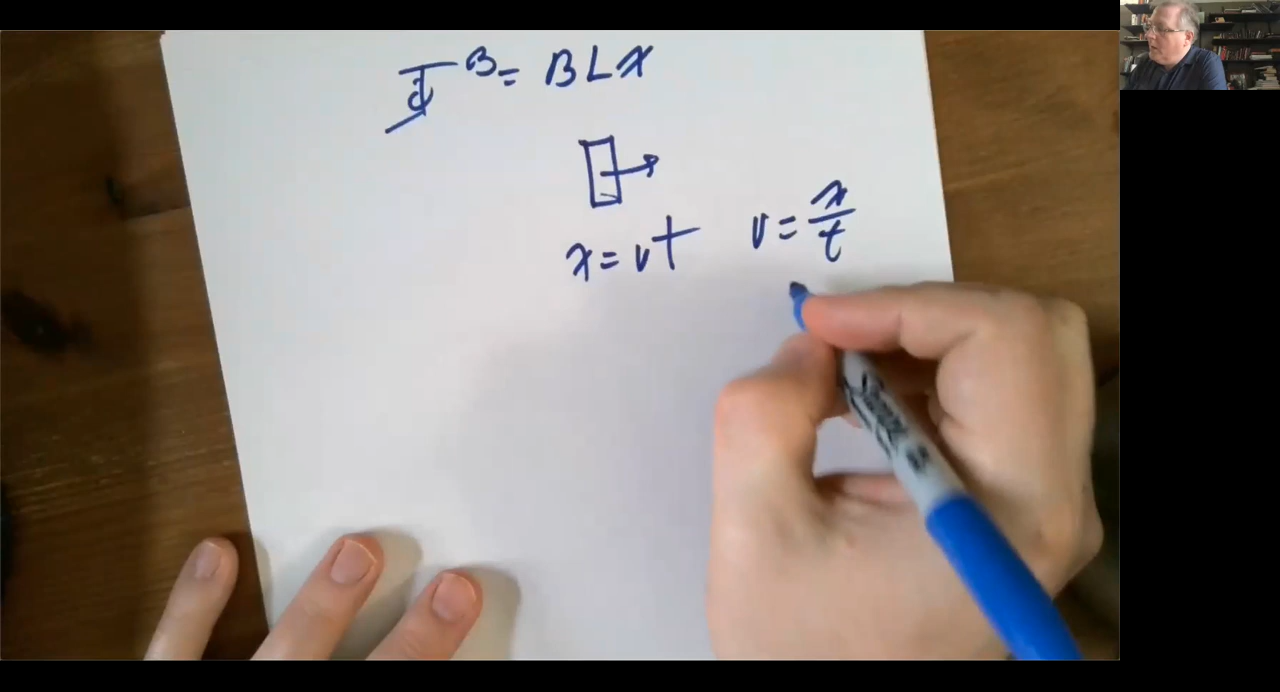 Φ B = BLx
x = vt
v = x/t